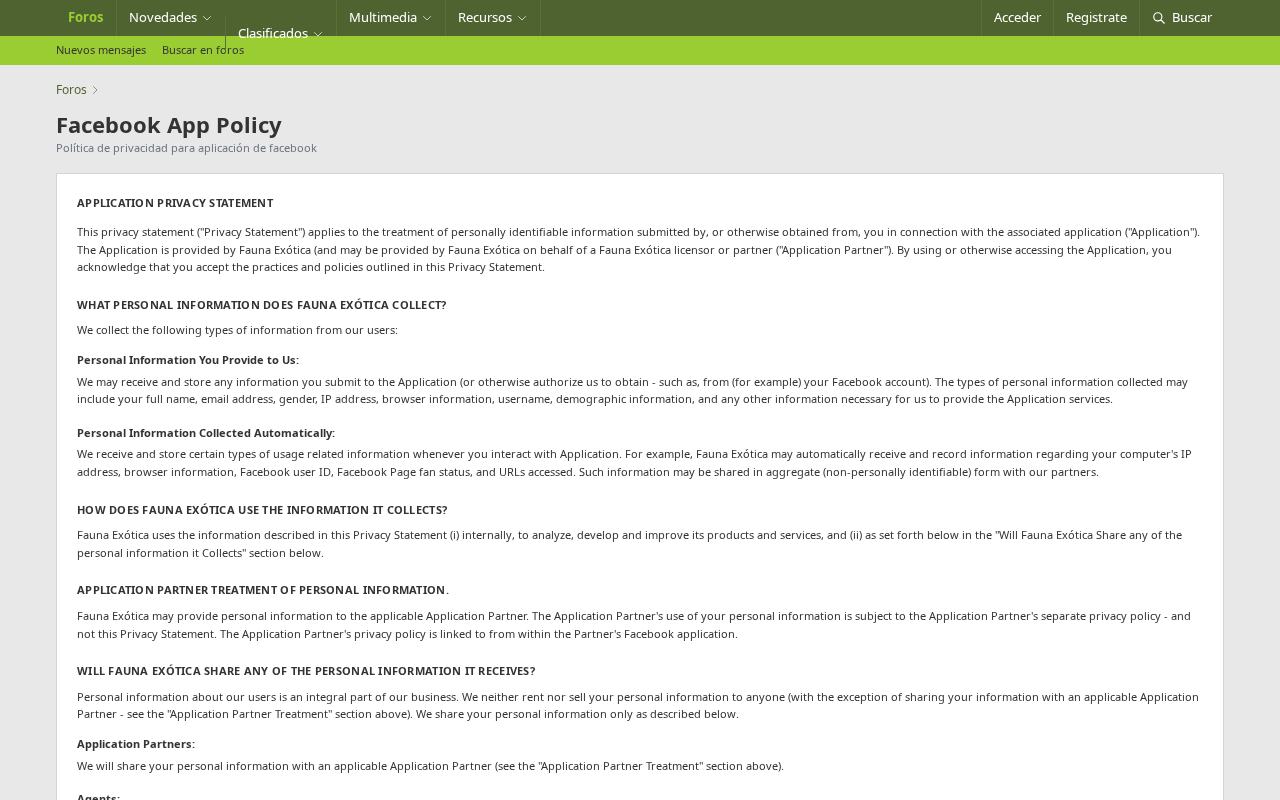 Foros
Novedades
Clasificados
Multimedia
Recursos
Acceder
Registrate
Buscar
Nuevos mensajes
Buscar en foros
Foros
Facebook App Policy
Política de privacidad para aplicación de facebook
APPLICATION PRIVACY STATEMENT
This privacy statement ("Privacy Statement") applies to the treatment of personally identifiable information submitted by, or otherwise obtained from, you in connection with the associated application ("Application").
The Application is provided by Fauna Exótica (and may be provided by Fauna Exótica on behalf of a Fauna Exótica licensor or partner ("Application Partner"). By using or otherwise accessing the Application, you
acknowledge that you accept the practices and policies outlined in this Privacy Statement.
WHAT PERSONAL INFORMATION DOES FAUNA EXÓTICA COLLECT?
We collect the following types of information from our users:
Personal Information You Provide to Us:
We may receive and store any information you submit to the Application (or otherwise authorize us to obtain - such as, from (for example) your Facebook account). The types of personal information collected may
include your full name, email address, gender, IP address, browser information, username, demographic information, and any other information necessary for us to provide the Application services.
Personal Information Collected Automatically:
We receive and store certain types of usage related information whenever you interact with Application. For example, Fauna Exótica may automatically receive and record information regarding your computer's IP
address, browser information, Facebook user ID, Facebook Page fan status, and URLs accessed. Such information may be shared in aggregate (non-personally identifiable) form with our partners.
HOW DOES FAUNA EXÓTICA USE THE INFORMATION IT COLLECTS?
Fauna Exótica uses the information described in this Privacy Statement (i) internally, to analyze, develop and improve its products and services, and (ii) as set forth below in the "Will Fauna Exótica Share any of the
personal information it Collects" section below.
APPLICATION PARTNER TREATMENT OF PERSONAL INFORMATION.
Fauna Exótica may provide personal information to the applicable Application Partner. The Application Partner's use of your personal information is subject to the Application Partner's separate privacy policy - and
not this Privacy Statement. The Application Partner's privacy policy is linked to from within the Partner's Facebook application.
WILL FAUNA EXÓTICA SHARE ANY OF THE PERSONAL INFORMATION IT RECEIVES?
Personal information about our users is an integral part of our business. We neither rent nor sell your personal information to anyone (with the exception of sharing your information with an applicable Application
Partner - see the "Application Partner Treatment" section above). We share your personal information only as described below.
Application Partners:
We will share your personal information with an applicable Application Partner (see the "Application Partner Treatment" section above).
Agents: